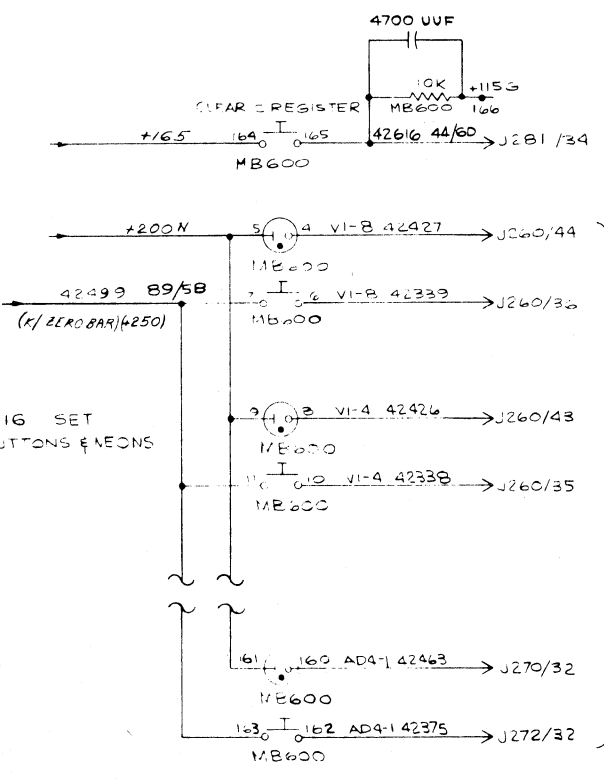 4700 UUF
10K
+115G
MB600
166
CLEAR = REGISTER
+165
164
165
42616 44/6D
J281/34
MB600
+200N
5
4
V1-8 42427
J260/44
MB600
42499 89/5B
7
6
V1-8 42339
J260/36
(K/ZERO BAR)(+250)
MB600
16 SET
UTTONS & NEONS
9
8
V1-4 42426
J260/43
MB600
11
10
V1-4 42338
J260/35
MB600
161
160
AD4-1 42463
J270/32
MB600
163
162
AD4-1 42375
J272/32
MB600